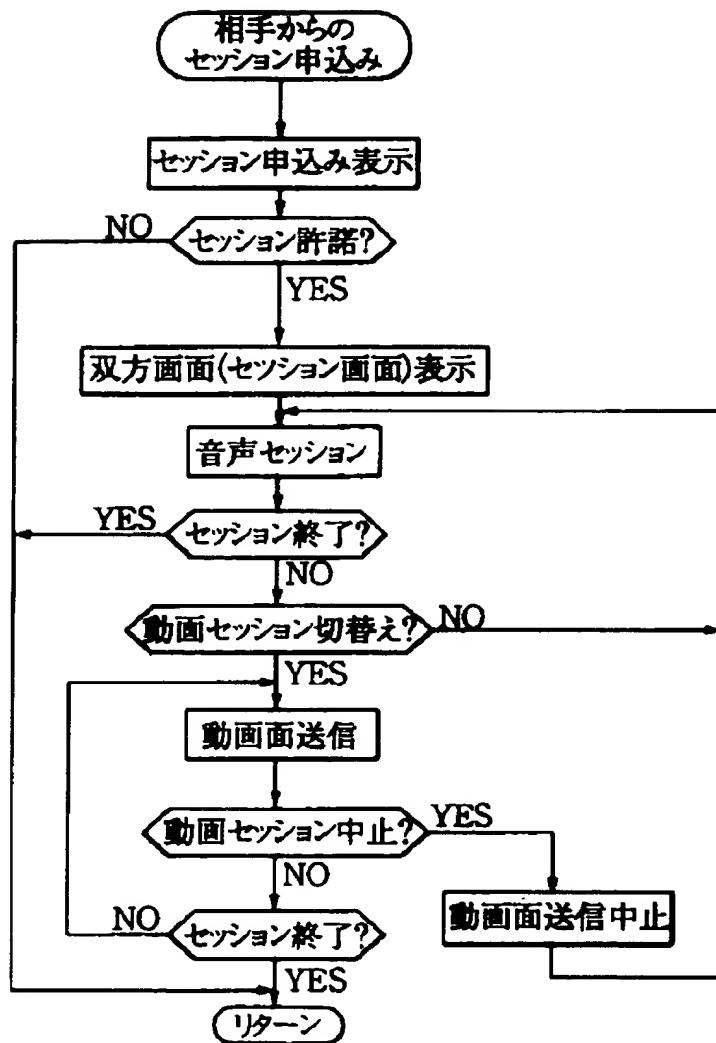 相手からの
セッション申込み
セッション申込み表示
NO
セッション許諾?
YES
双方画面(セッション画面)表示
音声セッション
YES
セッション終了?
NO
動画セッション切替え?
NO
YES
動画面送信
動画セッション中止?
YES
NO
動画面送信中止
NO
セッション終了?
YES
リターン